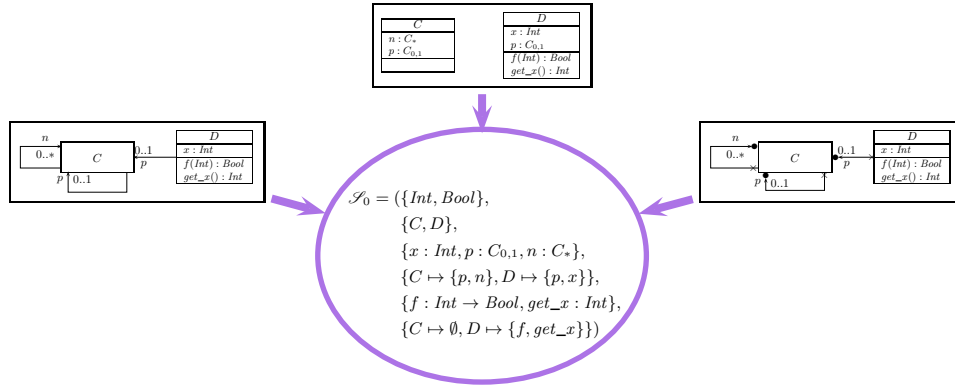 C
n : C∗
p : C0,1
D
x : Int
p : C0,1
f(Int) : Bool
get_x() : Int
n
0..∗
C
p
0..1
0..1
p
D
x : Int
f(Int) : Bool
get_x() : Int
n
0..∗
C
p
0..1
0..1
p
D
x : Int
f(Int) : Bool
get_x() : Int
𝒮0 = ({Int, Bool},
{C, D},
{x : Int, p : C0,1, n : C∗},
{C ↦ {p, n}, D ↦ {p, x}},
{f : Int → Bool, get_x : Int},
{C ↦ ∅, D ↦ {f, get_x}})